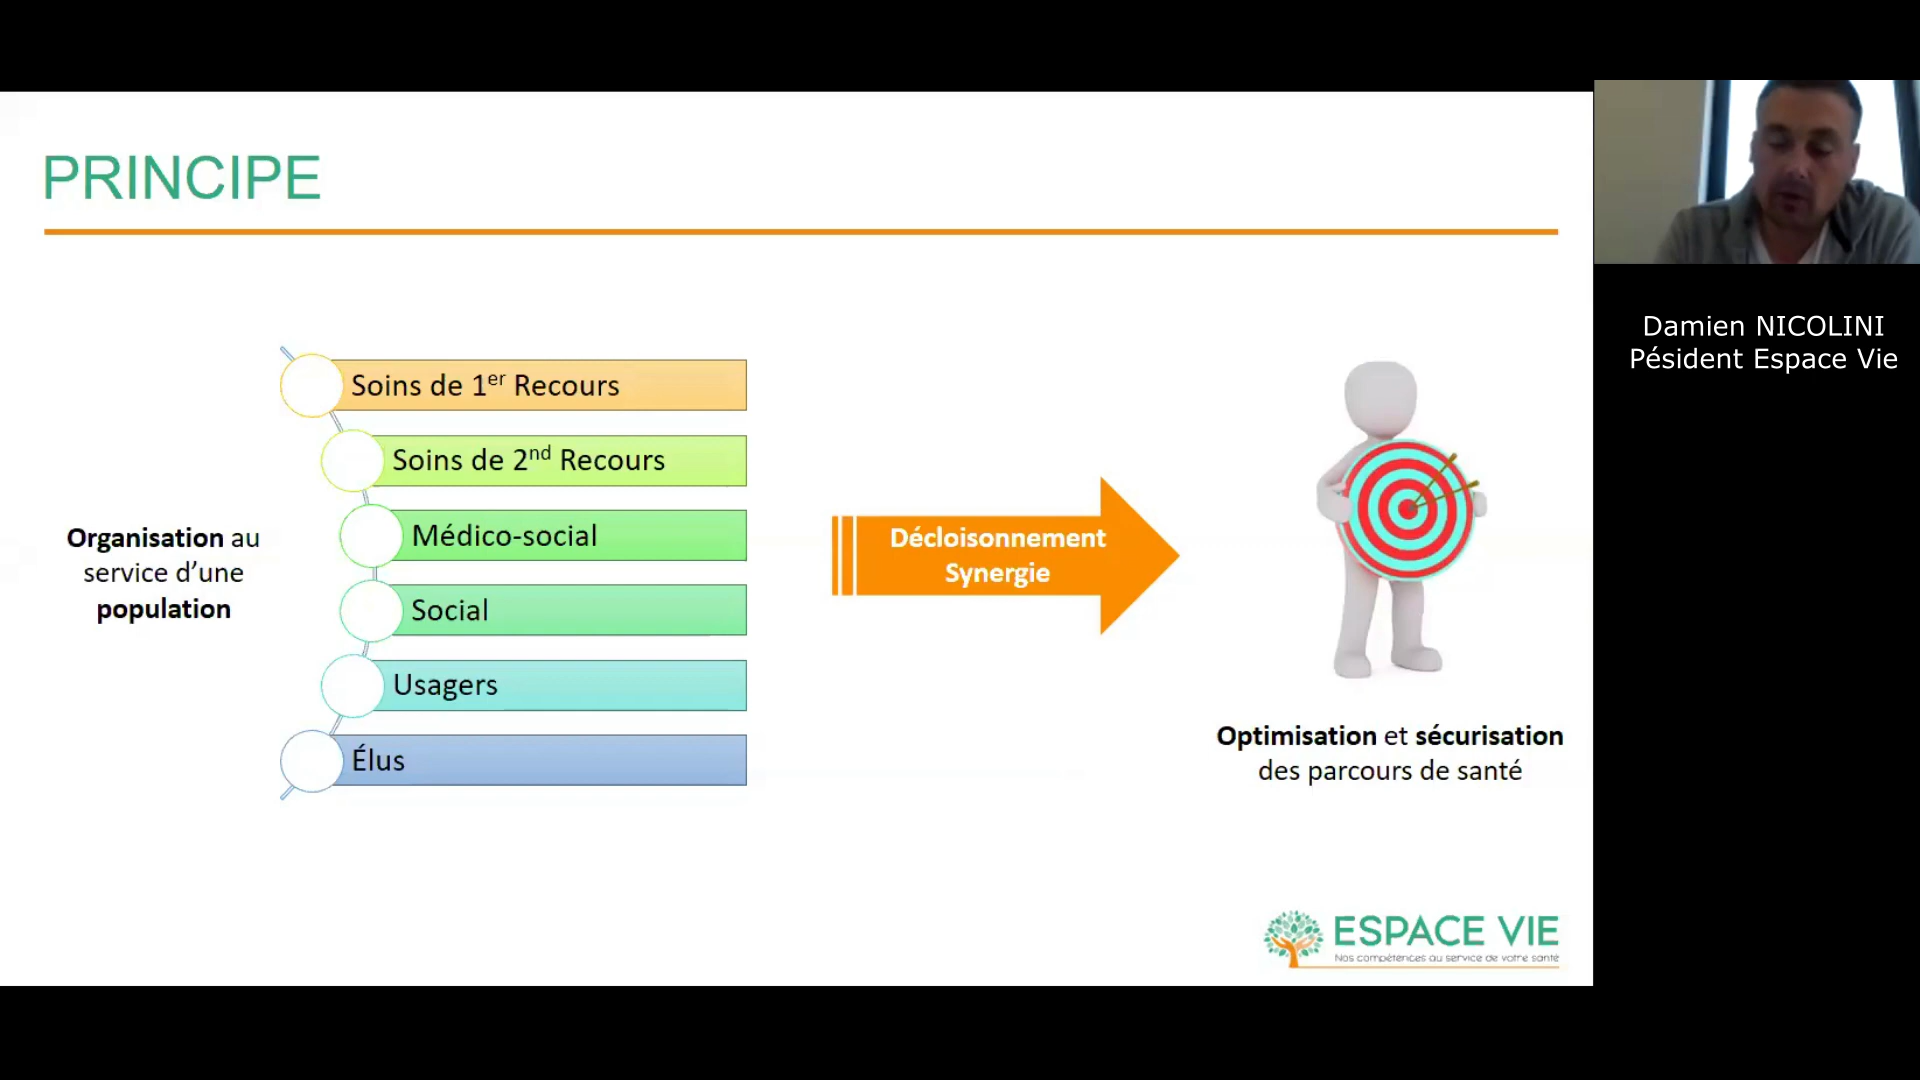 PRINCIPE
Organisation au
service d’une
population
Soins de 1er Recours
Soins de 2nd Recours
Médico-social
Social
Usagers
Élus
Décloisonnement
Synergie
Optimisation et sécurisation
des parcours de santé
ESPACE VIE
Nos compétences au service de votre santé
Damien NICOLINI
Pésident Espace Vie